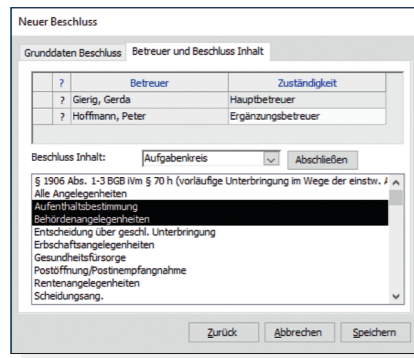 Neuer Beschluss
Grunddaten Beschluss Betreuer und Beschluss Inhalt
? Betreuer Zuständigkeit
? Gierig, Gerda Hauptbetreuer
? Hoffmann, Peter Ergänzungsbetreuer
Beschluss Inhalt: Aufgabenkreis Abschließen
§ 1906 Abs. 1-3 BGB iVm § 70 h (vorläufige Unterbringung im Wege der einstw. A
Alle Angelegenheiten
Aufenthaltsbestimmung
Behördenangelegenheiten
Entscheidung über geschl. Unterbringung
Erbschaftsangelegenheiten
Gesundheitsfürsorge
Postöffnung/Postinempfangnahme
Rentenangelegenheiten
Scheidungsang.
Zurück Abbrechen Speichern